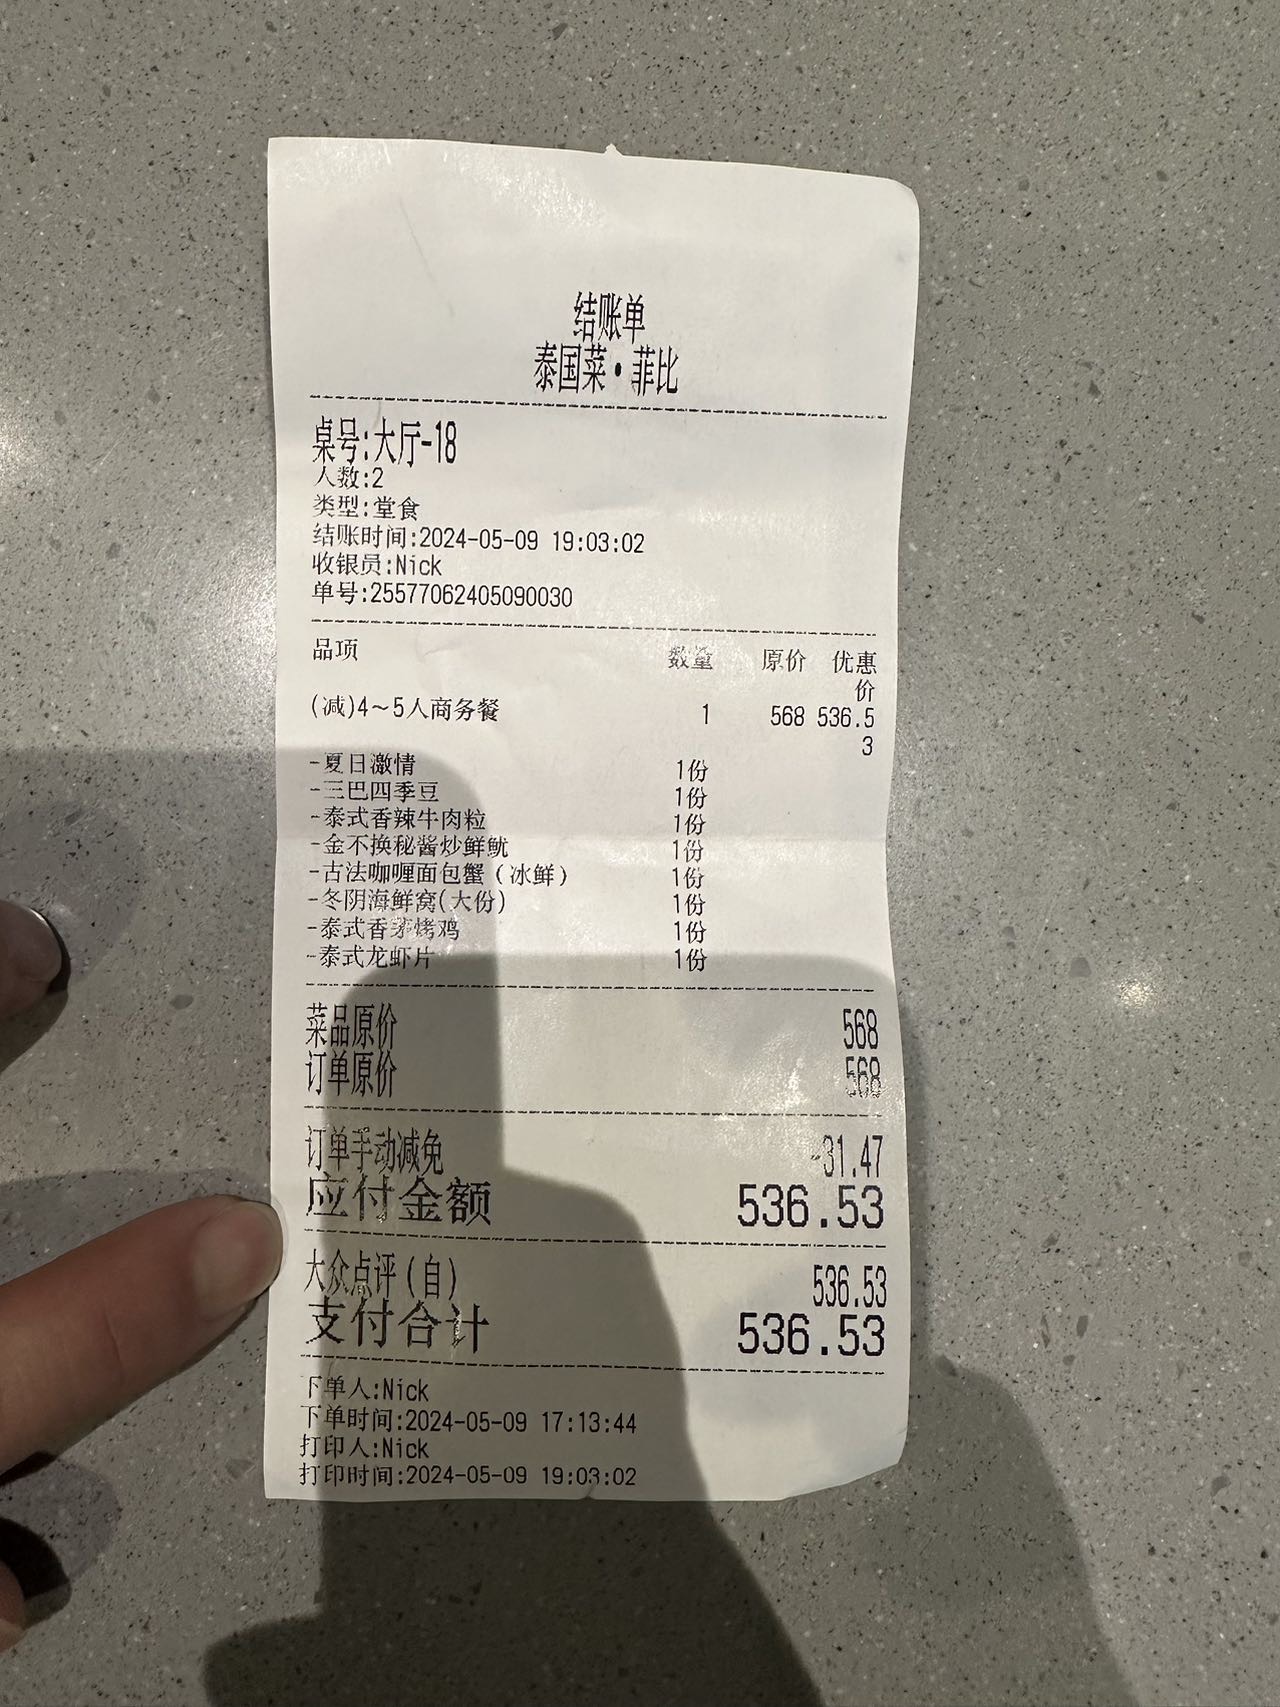 结账单
泰国菜•菲比
桌号:大厅-18
人数:2
类型:堂食
结账时间:2024-05-09 19:03:02
收银员:Nick
单号:25577062405090030
品项 数量 原价 优惠价
(减)4~5人商务餐 1 568 536.53
-夏日激情 1份
-三巴四季豆 1份
-泰式香辣牛肉粒 1份
-金不换秘酱炒鲜鱿 1份
-古法咖喱面包蟹(冰鲜) 1份
-冬阴海鲜窝(大份) 1份
-泰式香茅烤鸡 1份
-泰式龙虾片 1份
菜品原价 568
订单原价 568
订单手动减免 -31.47
应付金额 536.53
大众点评(自) 536.53
支付合计 536.53
下单人:Nick
下单时间:2024-05-09 17:13:44
打印人:Nick
打印时间:2024-05-09 19:03:02